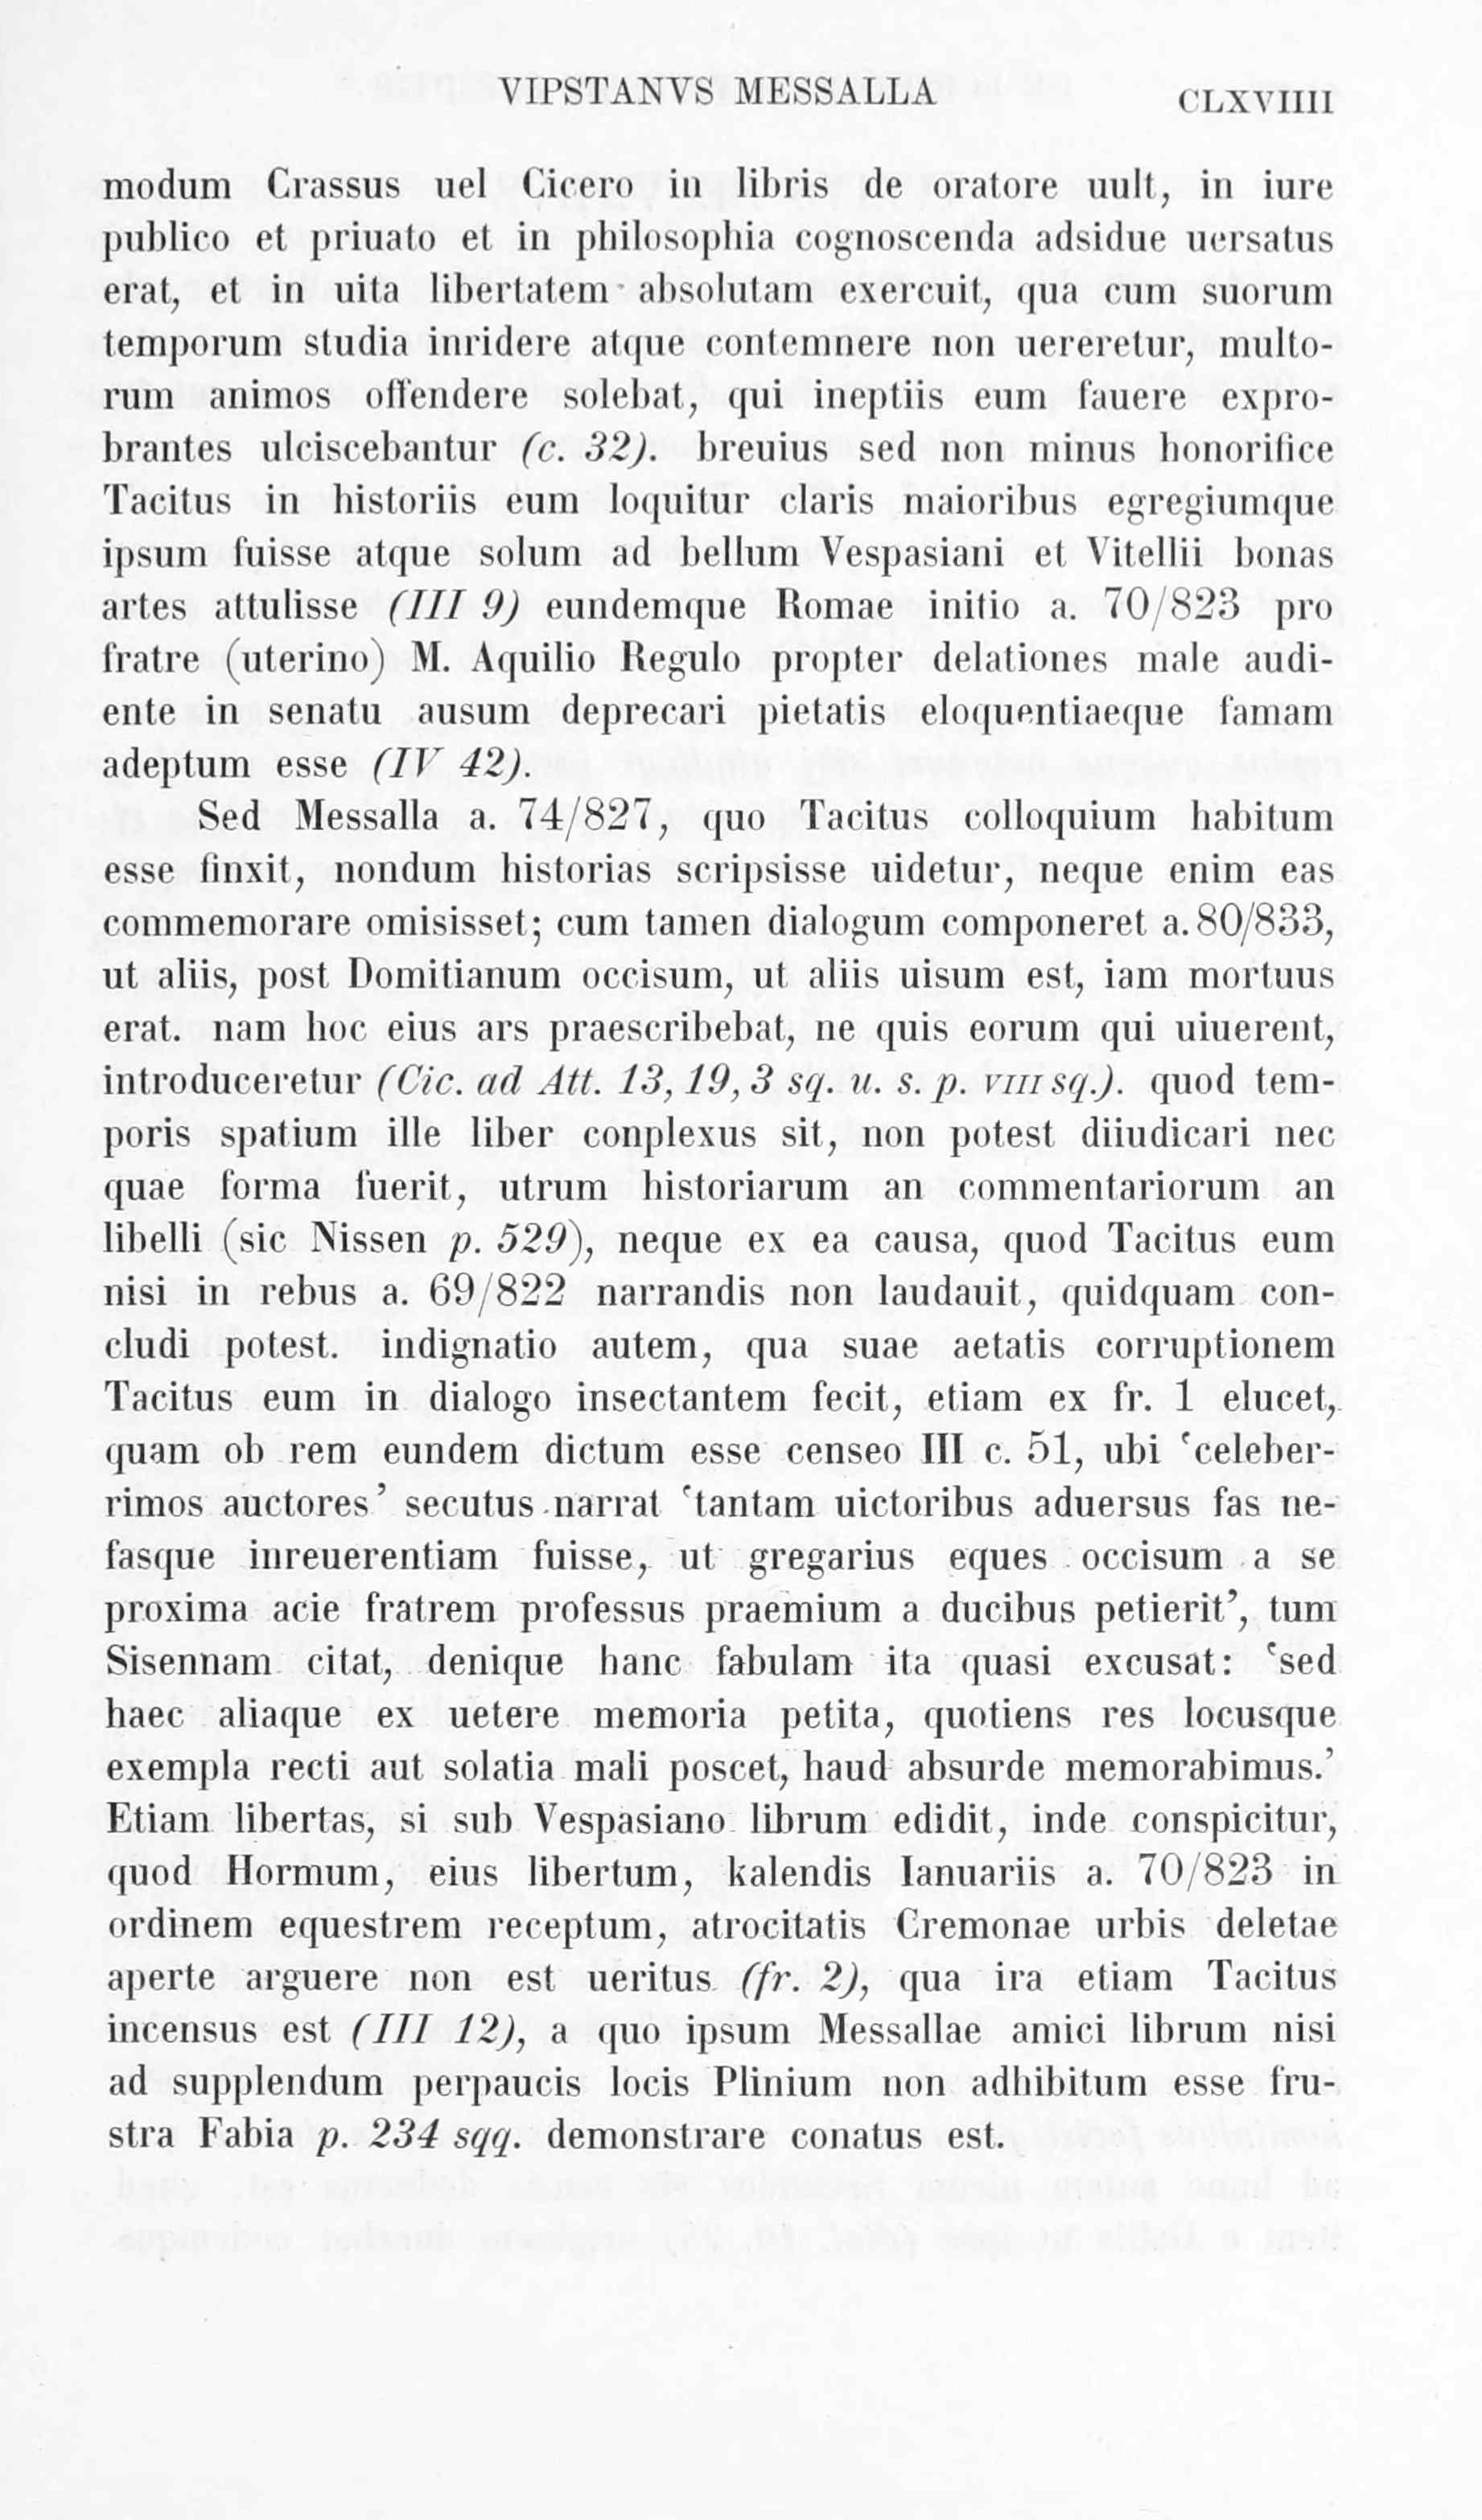 VIPSTANVS MESSALLA CLXVIIII
modum Crassus uel Cicero in libris de oratore uult, in iure
publico et priuato et in philosophia cognoscenda adsidue uersatus
erat, et in uita libertatem absolutam exercuit, qua cum suorum
temporum studia inridere atque contemnere non uereretur, multo-
rum animos offendere solebat, qui ineptiis eum fauere expro-
brantes ulciscebantur (c. 32). breuius sed non minus honorifice
Tacitus in historiis eum loquitur claris maioribus egregiumque
ipsum fuisse atque solum ad bellum Vespasiani et Vitellii bonas
artes attulisse (III 9) eundemque Romae initio a. 70/823 pro
fratre (uterino) M. Aquilio Regulo propter delationes male audi-
ente in senatu ausum deprecari pietatis eloquentiaeque famam
adeptum esse (IV 42).
Sed Messalla a. 74/827, quo Tacitus colloquium habitum
esse finxit, nondum historias scripsisse uidetur, neque enim eas
commemorare omisisset; cum tamen dialogum componeret a. 80/833,
ut aliis, post Domitianum occisum, ut aliis uisum est, iam mortuus
erat. nam hoc eius ars praescribebat, ne quis eorum qui uiuerent,
introduceretur (Cic. ad Att. 13, 19, 3 sq. u. s. p. VIII sq.). quod tem-
poris spatium ille liber conplexus sit, non potest diiudicari nec
quae forma fuerit, utrum historiarum an commentariorum an
libelli (sic Nissen p. 529), neque ex ea causa, quod Tacitus eum
nisi in rebus a. 69/822 narrandis non laudauit, quidquam con-
cludi potest. indignatio autem, qua suae aetatis corruptionem
Tacitus eum in dialogo insectantem fecit, etiam ex fr. 1 elucet,
quam ob rem eundem dictum esse censeo III c. 51, ubi ‘celeber-
rimos auctores’ secutus narrat ‘tantam uictoribus aduersus fas ne-
fasque inreuerentiam fuisse, ut gregarius eques occisum a se
proxima acie fratrem professus praemium a ducibus petierit’, tum
Sisennam citat, denique hanc fabulam ita quasi excusat: ‘sed
haec aliaque ex uetere memoria petita, quotiens res locusque
exempla recti aut solatia mali poscet, haud absurde memorabimus.’
Etiam libertas, si sub Vespasiano librum edidit, inde conspicitur,
quod Hormum, eius libertum, kalendis Ianuariis a. 70/823 in
ordinem equestrem receptum, atrocitatis Cremonae urbis deletae
aperte arguere non est ueritus (fr. 2), qua ira etiam Tacitus
incensus est (III 12), a quo ipsum Messallae amici librum nisi
ad supplendum perpaucis locis Plinium non adhibitum esse fru-
stra Fabia p. 234 sqq. demonstrare conatus est.